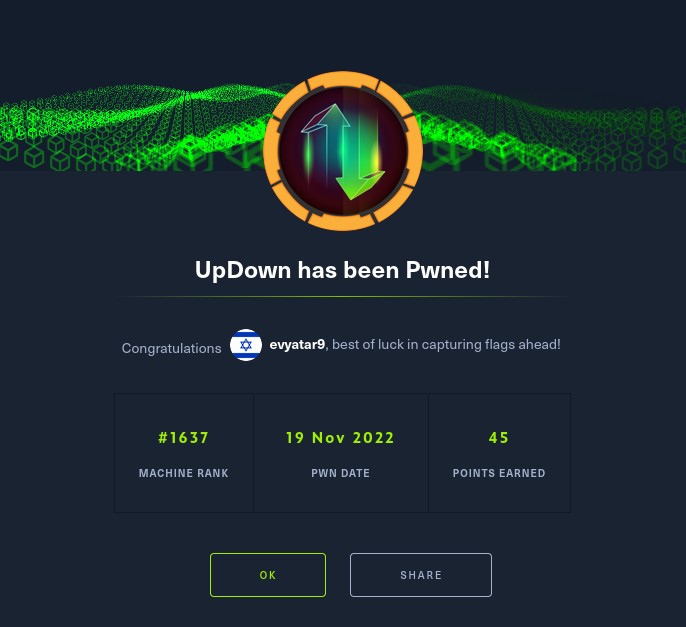 UpDown has been Pwned!
Congratulations evyatar9, best of luck in capturing flags ahead!
#1637 19 Nov 2022 45
MACHINE RANK PWN DATE POINTS EARNED
OK SHARE